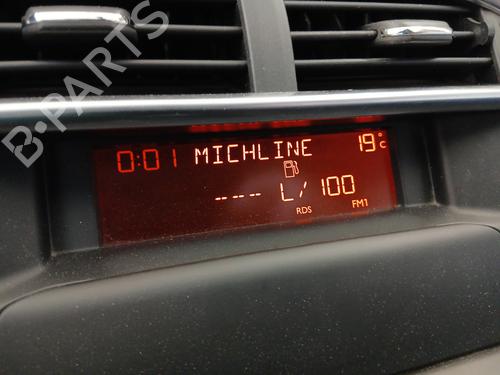 B-PARTS
0:01 MICHLINE 19°C
-- -- -- L/100
RDS FM1